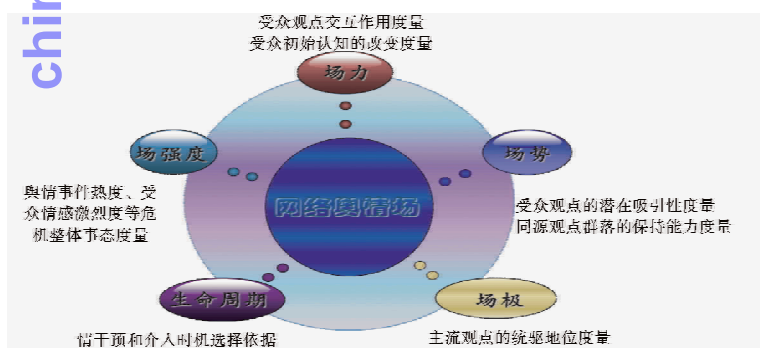 chin
受众观点交互作用度量
受众初始认知的改变度量
场力
场强度
场势
舆情事件热度、受
众情感激烈度等危
机整体事态度量
网络舆情场
受众观点的潜在吸引性度量
同源观点群落的保持能力度量
生命周期
场极
情干预和介入时机选择依据
主流观点的统驱地位度量